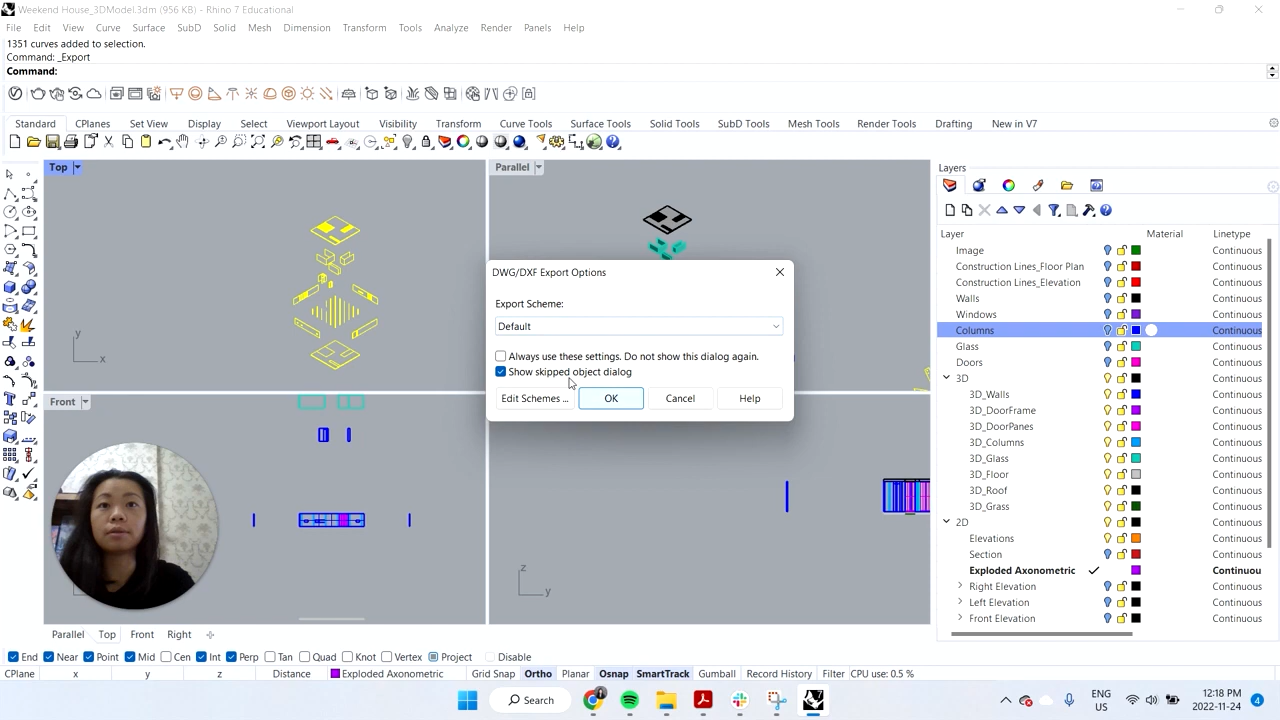 Weekend House_3DModel.3dm (956 KB) - Rhino 7 Educational
File Edit View Curve Surface SubD Solid Mesh Dimension Transform Tools Analyze Render Panels Help
1351 curves added to selection.
Command: _Export
Command:
Standard CPlanes Set View Display Select Viewport Layout Visibility Transform Curve Tools Surface Tools Solid Tools SubD Tools Mesh Tools Render Tools Drafting New in V7
Top
Parallel
y
x
Front
z
y
DWG/DXF Export Options
Export Scheme:
Default
Always use these settings. Do not show this dialog again.
Show skipped object dialog
Edit Schemes ... OK Cancel Help
Layers
Layer Material Linetype
Image Continuous
Construction Lines_Floor Plan Continuous
Construction Lines_Elevation Continuous
Walls Continuous
Windows Continuous
Columns Continuous
Glass Continuous
Doors Continuous
3D Continuous
3D_Walls Continuous
3D_DoorFrame Continuous
3D_DoorPanes Continuous
3D_Columns Continuous
3D_Glass Continuous
3D_Floor Continuous
3D_Roof Continuous
3D_Grass Continuous
2D Continuous
Elevations Continuous
Section Continuous
Exploded Axonometric Continuou
Right Elevation Continuous
Left Elevation Continuous
Front Elevation Continuous
Parallel Top Front Right
End Near Point Mid Cen Int Perp Tan Quad Knot Vertex Project Disable
CPlane x y z Distance Exploded Axonometric Grid Snap Ortho Planar Osnap SmartTrack Gumball Record History Filter CPU use: 0.5 %
Search
ENG
US
12:18 PM
2022-11-24
4